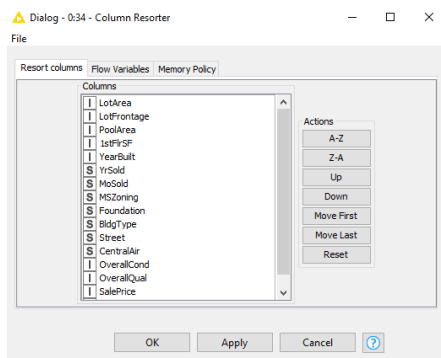 Dialog - 0:34 - Column Resorter
File
Resort columns Flow Variables Memory Policy
Columns
I LotArea
I LotFrontage
I PoolArea
I 1stFlrSF
I YearBuilt
S YrSold
S MoSold
S MSZoning
S Foundation
S BldgType
S Street
S CentralAir
I OverallCond
I OverallQual
I SalePrice
Actions
A-Z
Z-A
Up
Down
Move First
Move Last
Reset
OK Apply Cancel ?